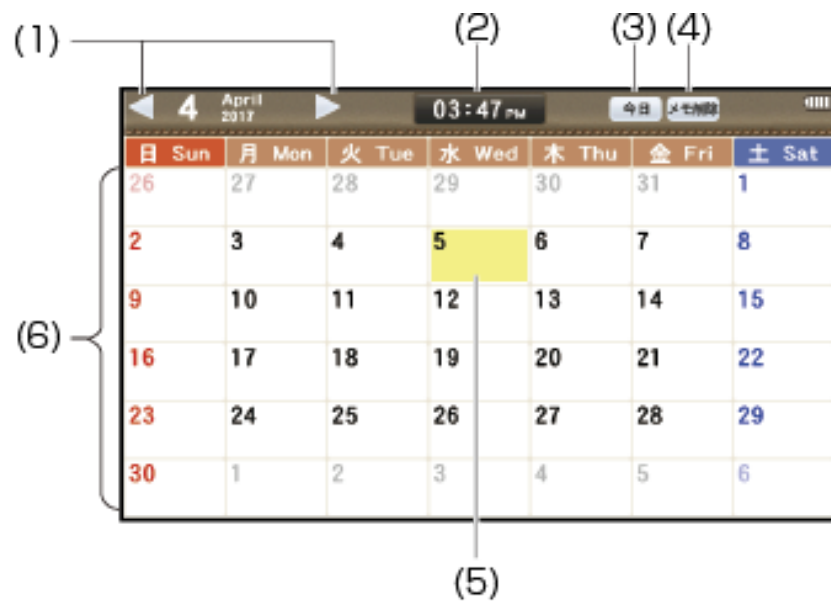 (1) (2) (3) (4)
4 April 2017 03:47 PM 今日 メモ削除
日 Sun 月 Mon 火 Tue 水 Wed 木 Thu 金 Fri 土 Sat
26 27 28 29 30 31 1
2 3 4 5 6 7 8
9 10 11 12 13 14 15
(6)
16 17 18 19 20 21 22
23 24 25 26 27 28 29
30 1 2 3 4 5 6
(5)